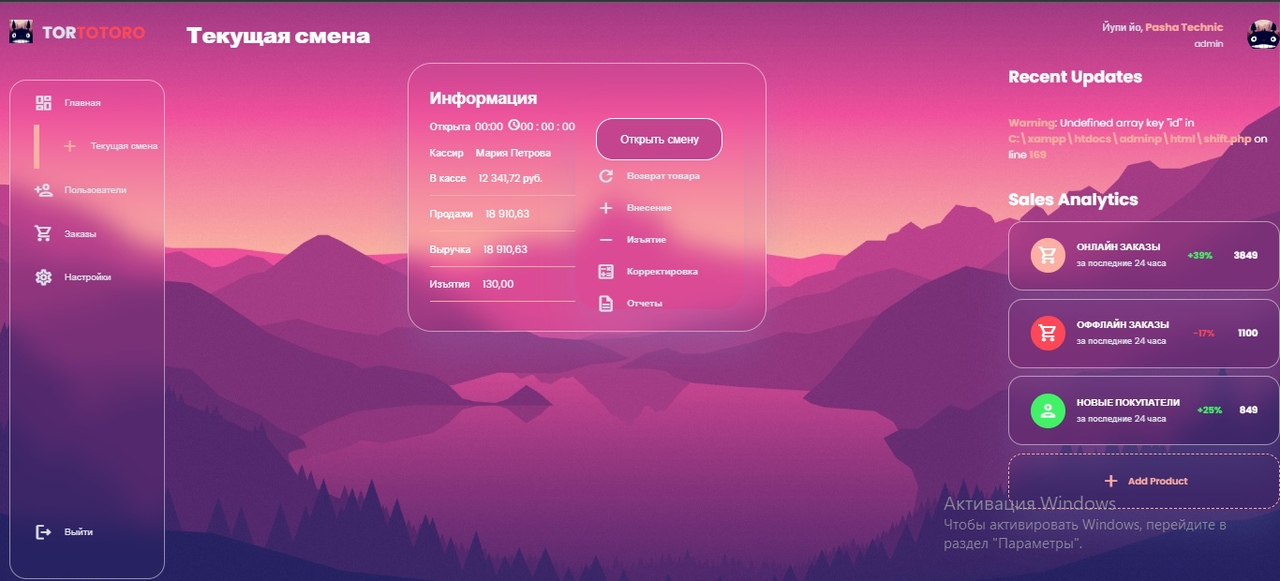 TORTOTORO
Текущая смена
Йупи йо, Pasha Technic
admin
Главная
Текущая смена
Пользователи
Заказы
Настройки
Выйти
Информация
Открыта 00:00 00 : 00 : 00
Кассир Мария Петрова
В кассе 12 341,72 руб.
Продажи 18 910,63
Выручка 18 910,63
Изъятия 130,00
Открыть смену
Возврат товара
Внесение
Изъятие
Корректировка
Отчеты
Recent Updates
Warning: Undefined array key "id" in
C:\xampp\htdocs\adminp\html\shift.php on
line 169
Sales Analytics
ОНЛАЙН ЗАКАЗЫ
за последние 24 часа
+39% 3849
ОФФЛАЙН ЗАКАЗЫ
за последние 24 часа
-17% 1100
НОВЫЕ ПОКУПАТЕЛИ
за последние 24 часа
+25% 849
Add Product
Активация Windows
Чтобы активировать Windows, перейдите в
раздел "Параметры".